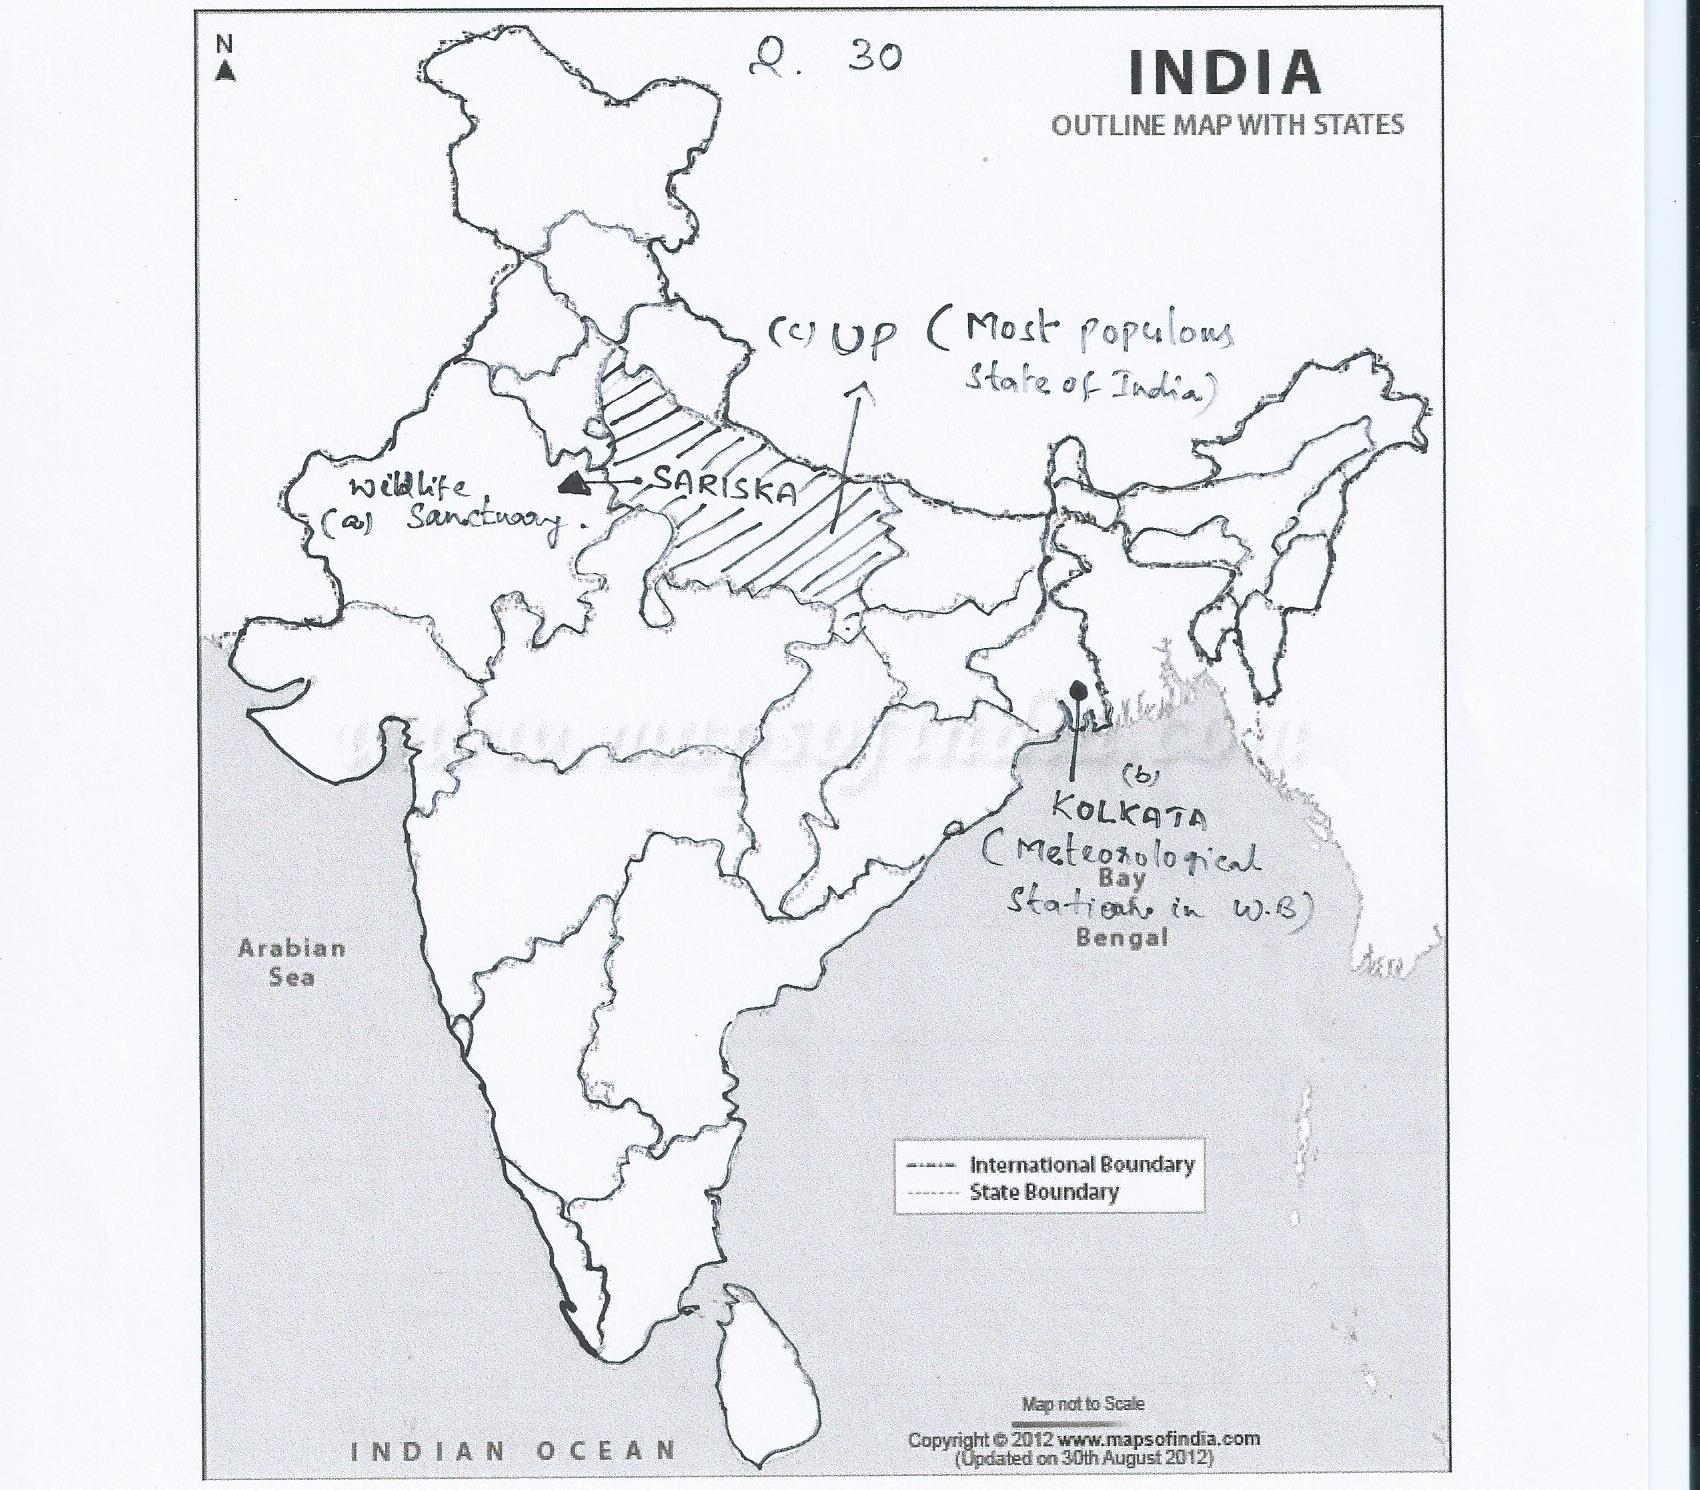 N
Q. 30
INDIA
OUTLINE MAP WITH STATES
(c) UP ( Most populous
State of India)
Wildlife
(a) Sanctuary.
SARISKA
(b)
KOLKATA
( Meteorological
Bay
in W.B)
Bengal
Arabian
Sea
International Boundary
State Boundary
Map not to Scale
INDIAN OCEAN
Copyright © 2012 www.mapsofindia.com
(Updated on 30th August 2012)